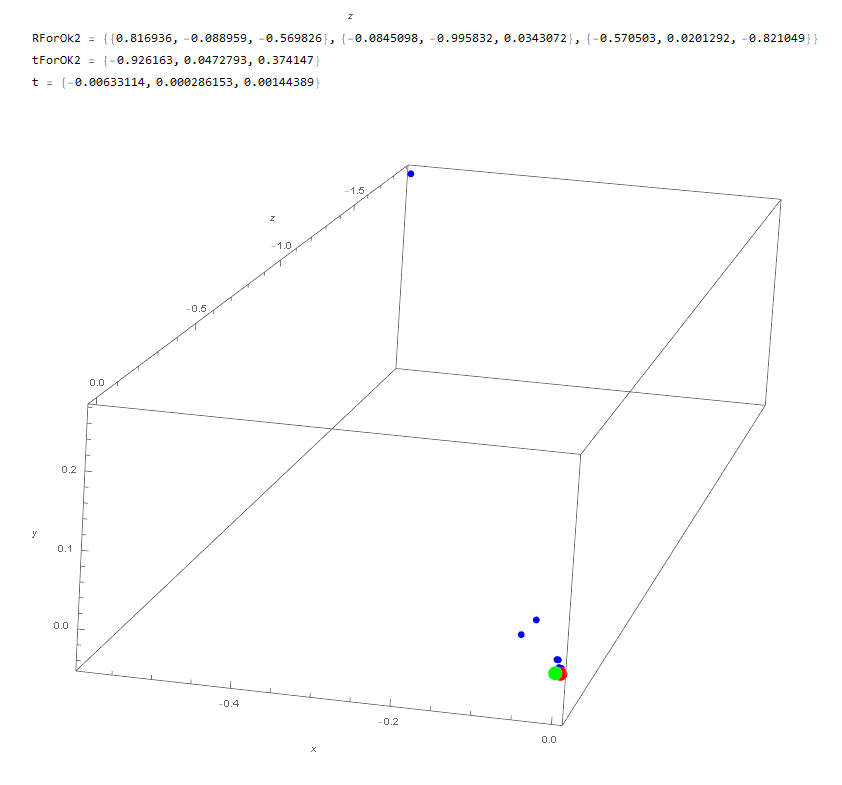 z
RForOk2 = {{0.816936, -0.088959, -0.569826}, {-0.0845098, -0.995832, 0.0343072}, {-0.570503, 0.0201292, -0.821049}}
tForOK2 = {-0.926163, 0.0472793, 0.374147}
t = {-0.00633114, 0.000286153, 0.00144389}
-1.5
z
-1.0
-0.5
0.0
0.2
y
0.1
0.0
-0.4
-0.2
0.0
x